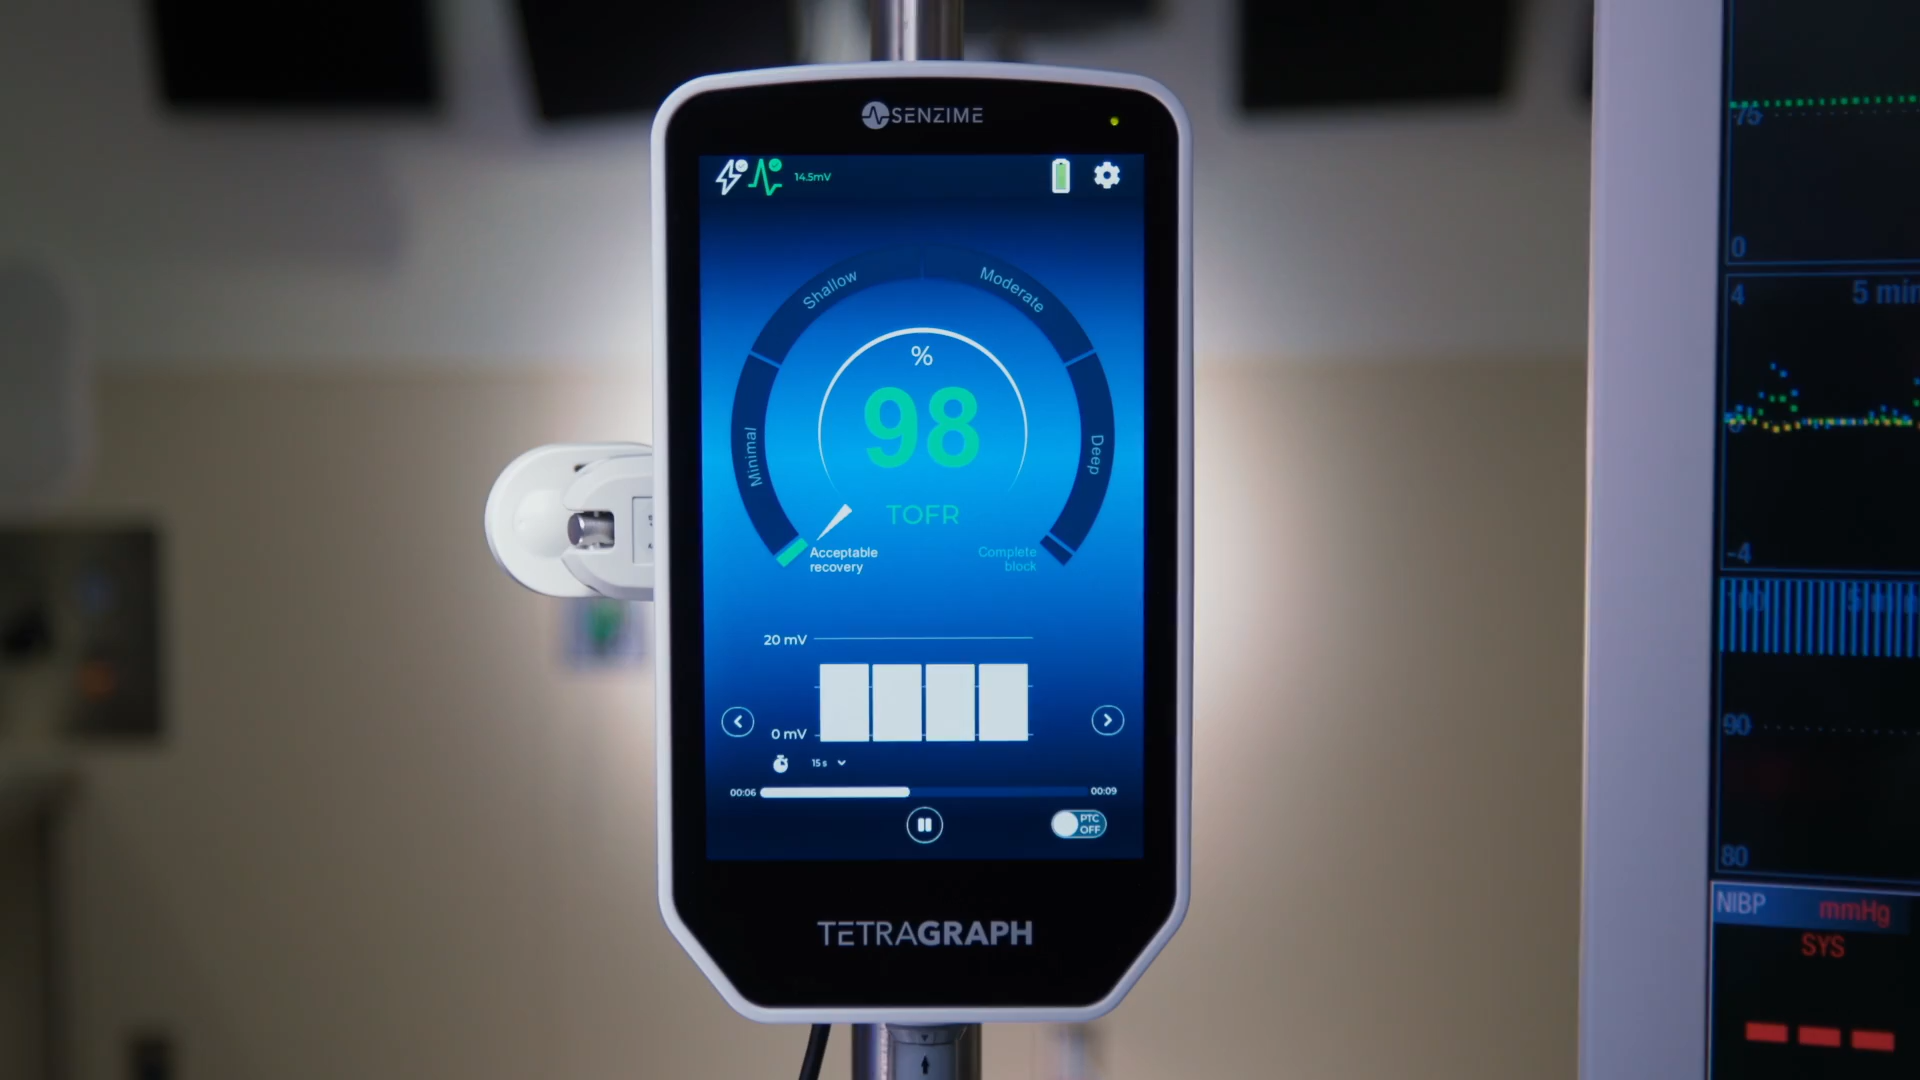 SENZIME
14.5mV
Shallow
Moderate
Minimal
Deep
%
98
TOFR
Acceptable
recovery
Complete
block
20 mV
0 mV
15 s
00:06
00:09
PTC
OFF
TETRAGRAPH
75
0
4
5 min
-4
90
80
NIBP
mmHg
SYS